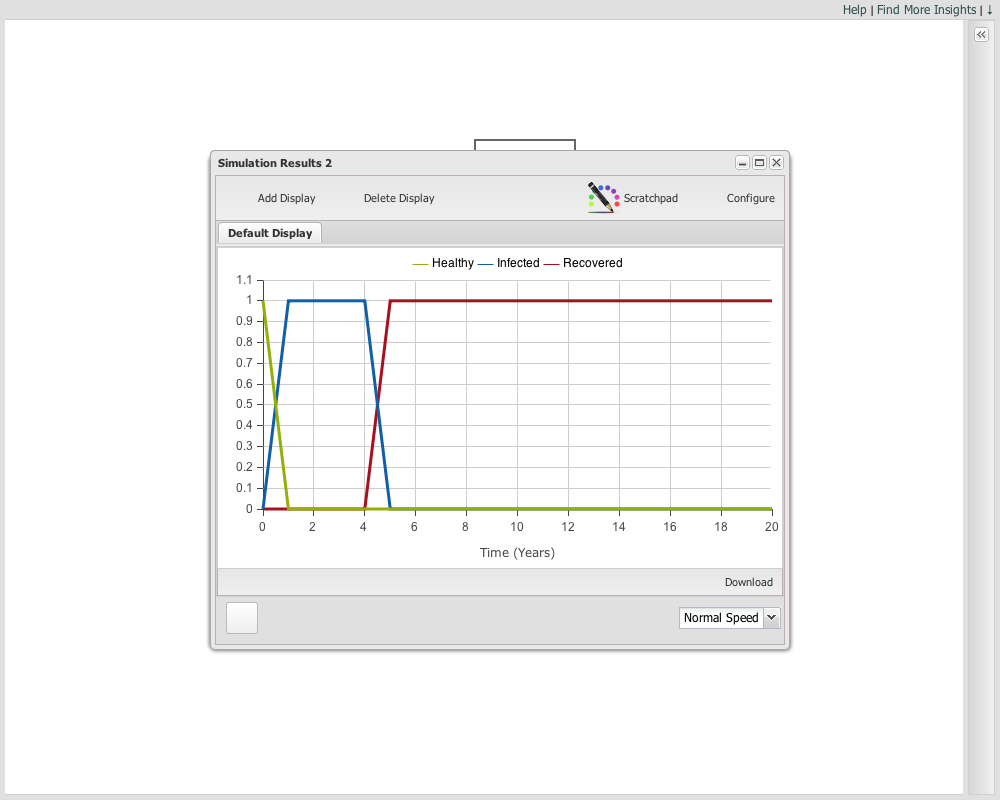 Help | Find More Insights | ↓
Simulation Results 2
Add Display Delete Display Scratchpad Configure
Default Display
Healthy Infected Recovered
1.1
1
0.9
0.8
0.7
0.6
0.5
0.4
0.3
0.2
0.1
0
0 2 4 6 8 10 12 14 16 18 20
Time (Years)
Download
Normal Speed